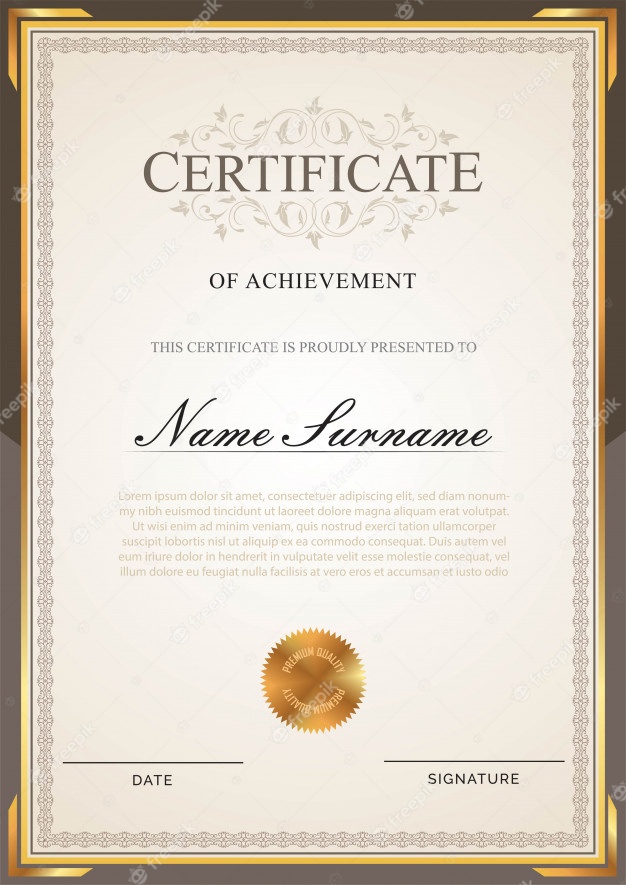 CERTIFICATE
OF ACHIEVEMENT
THIS CERTIFICATE IS PROUDLY PRESENTED TO
Name Surname
Lorem ipsum dolor sit amet, consectetuer adipiscing elit, sed diam nonum-
my nibh euismod tincidunt ut laoreet dolore magna aliquam erat volutpat.
Ut wisi enim ad minim veniam, quis nostrud exerci tation ullamcorper
suscipit lobortis nisl ut aliquip ex commodo consequat. Duis autem vel
eum iriure dolor in hendrerit in vulputate velit esse molestie consequat, vel
illum dolore eu feugiat nulla facilisis at vero eros et accumsan et iusto odio
PREMIUM QUALITY
PREMIUM QUALITY
DATE
SIGNATURE
freepik